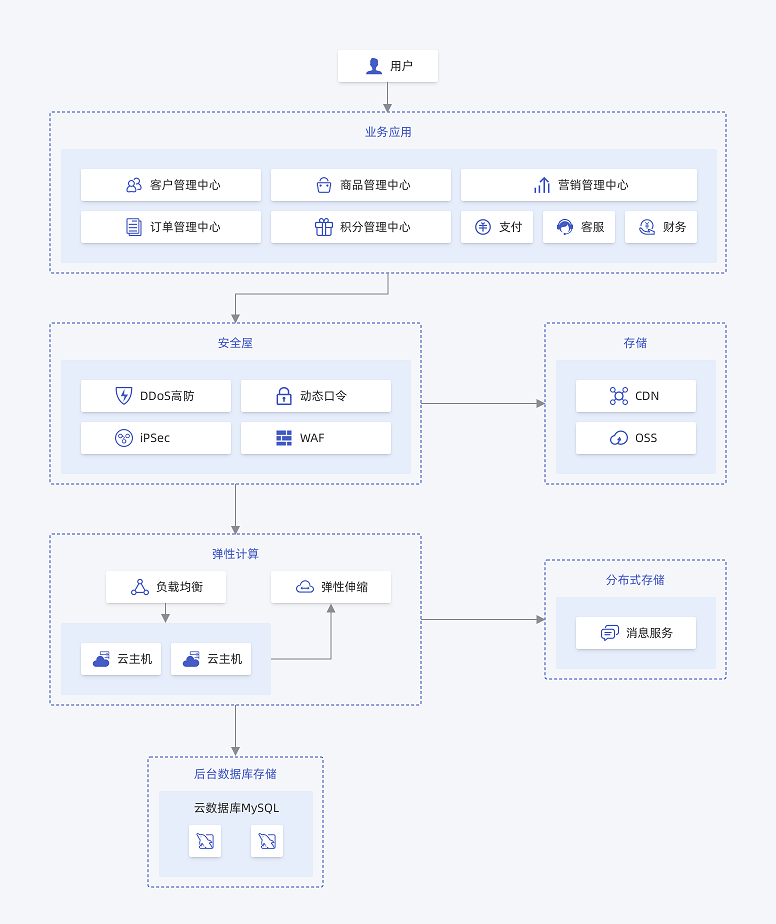 用户
业务应用
客户管理中心
商品管理中心
营销管理中心
订单管理中心
积分管理中心
支付
客服
财务
安全屋
DDoS高防
动态口令
iPSec
WAF
存储
CDN
OSS
弹性计算
负载均衡
弹性伸缩
云主机
云主机
分布式存储
消息服务
后台数据库存储
云数据库MySQL